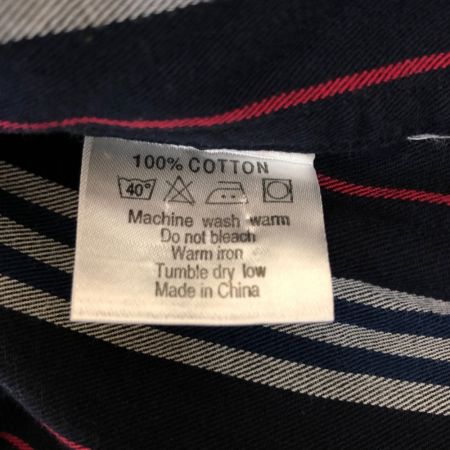 100% COTTON
40°
Machine wash warm
Do not bleach
Warm iron
Tumble dry low
Made in China